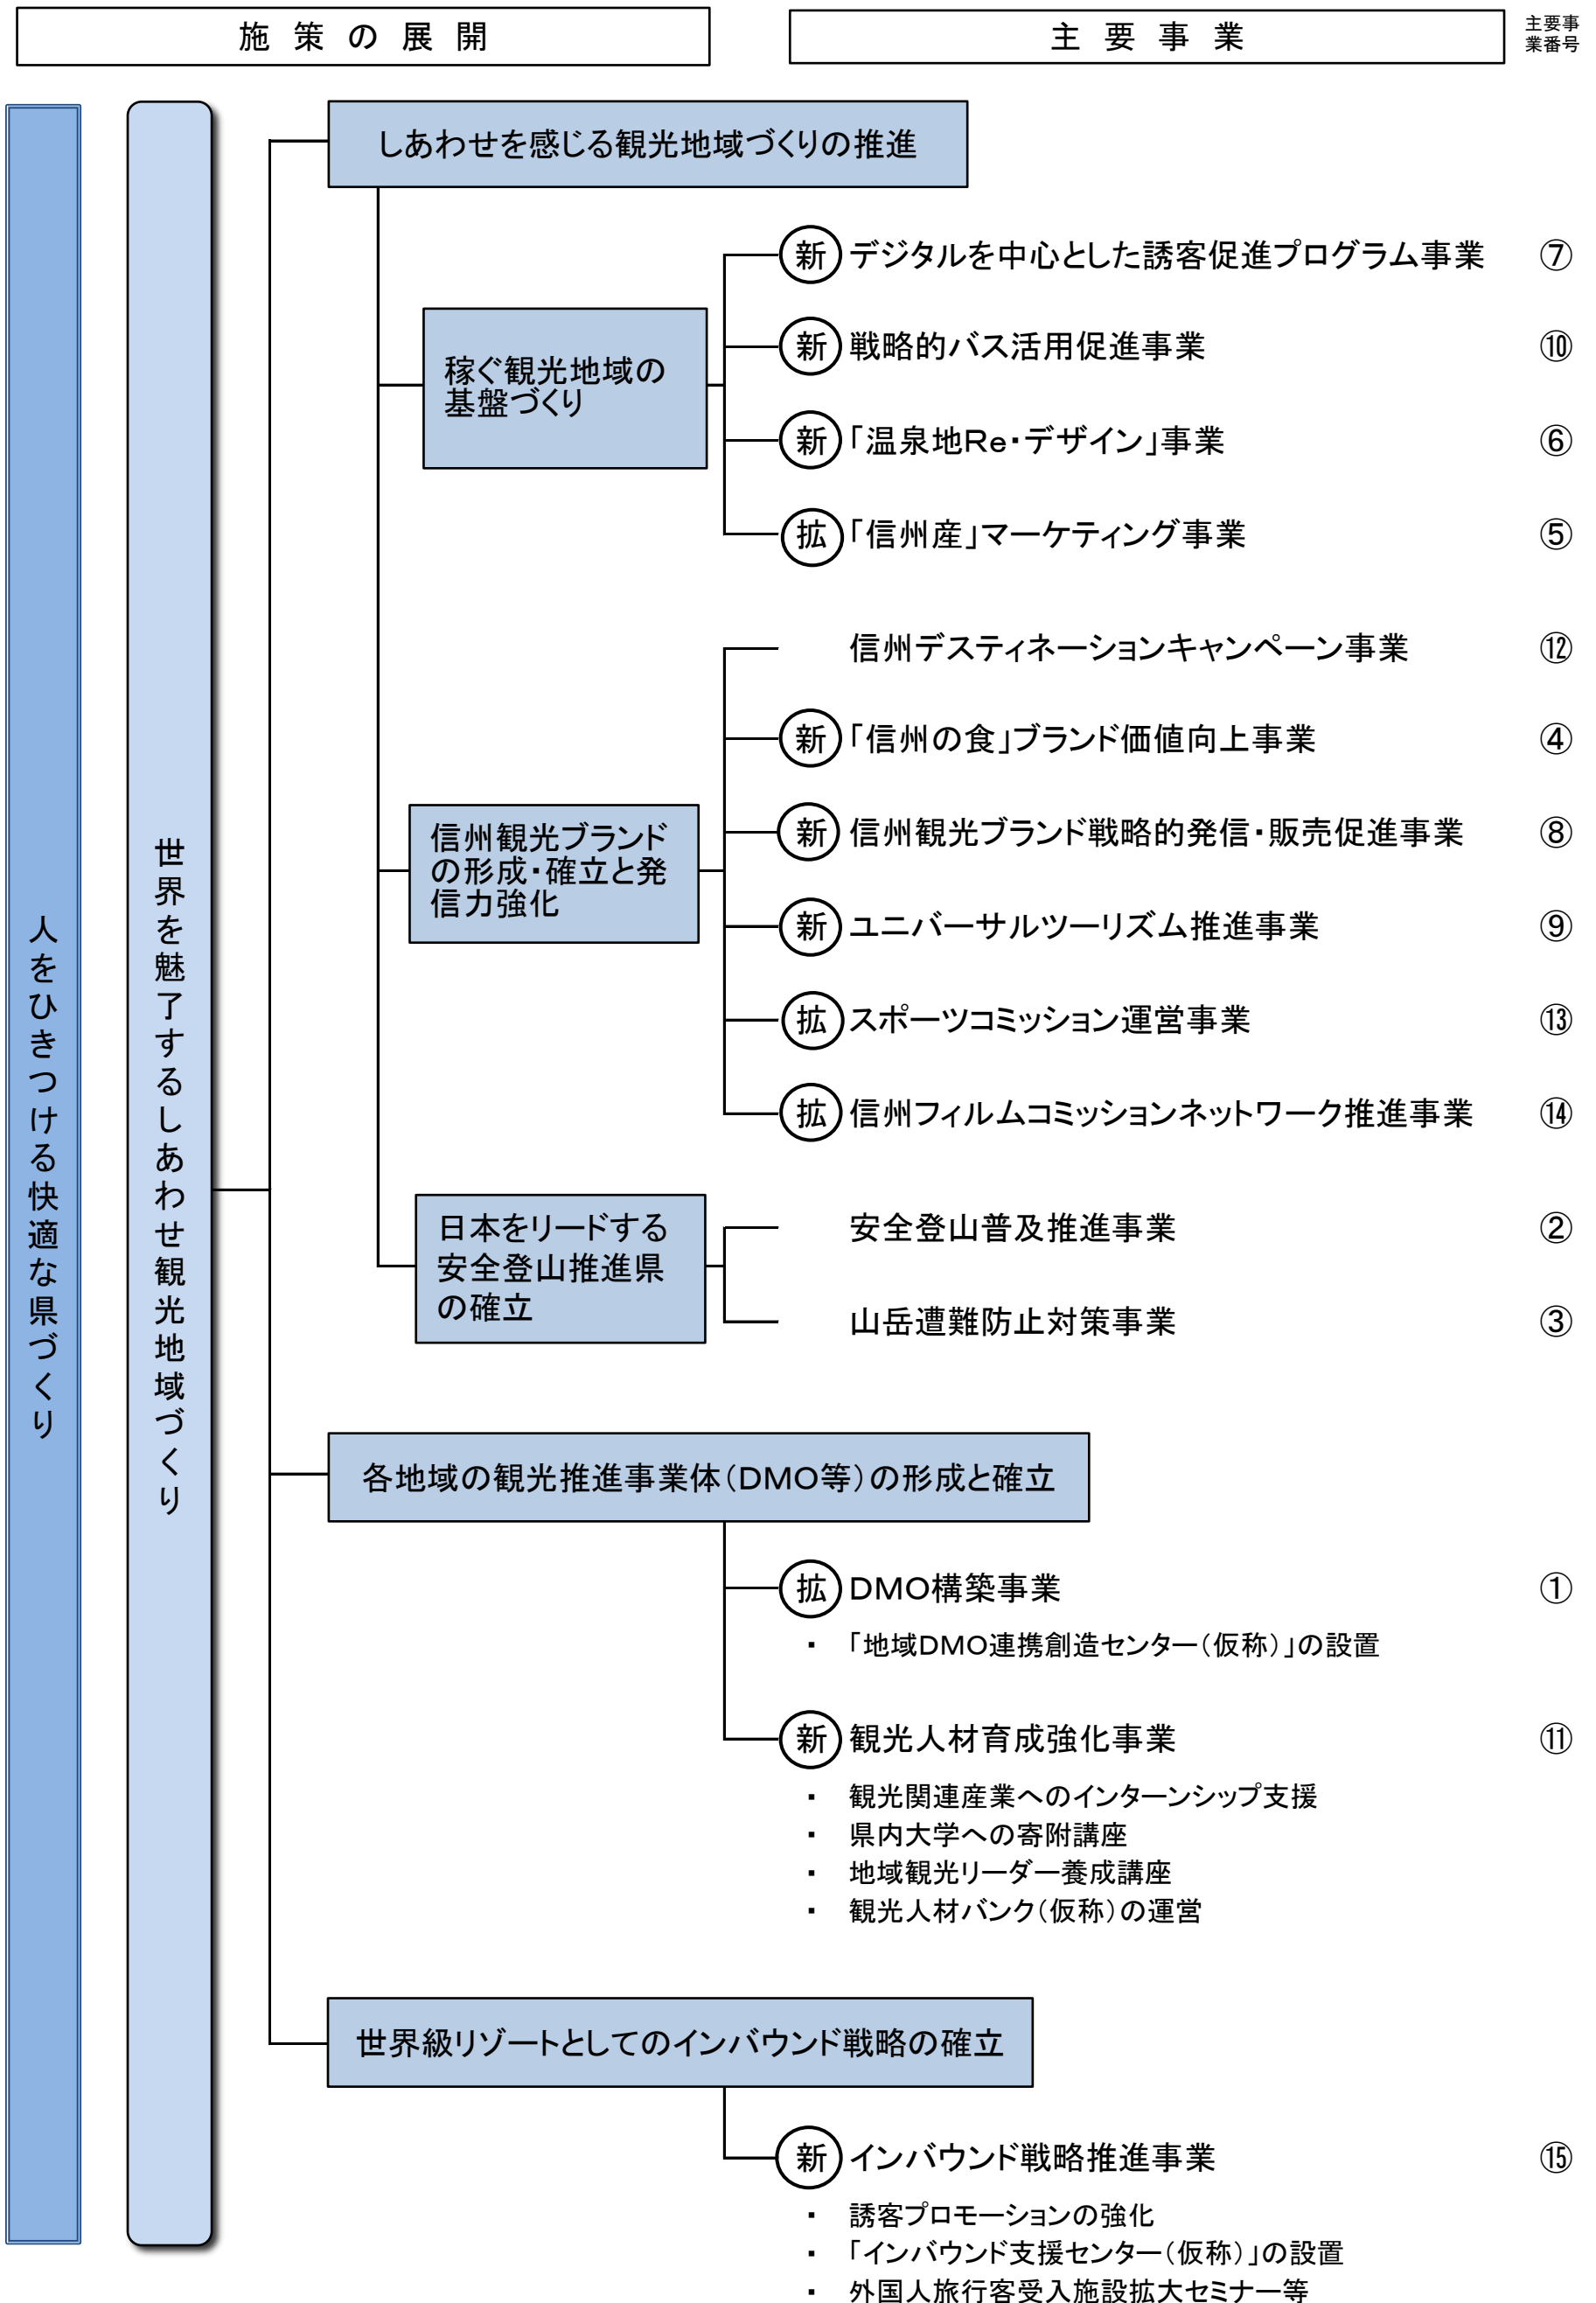 施策の展開
主要事業
主要事
業番号
人をひきつける快適な県づくり
世界を魅了するしあわせ観光地域づくり
しあわせを感じる観光地域づくりの推進
稼ぐ観光地域の
基盤づくり
新 デジタルを中心とした誘客促進プログラム事業 ⑦
新 戦略的バス活用促進事業 ⑩
新 「温泉地Re・デザイン」事業 ⑥
拡 「信州産」マーケティング事業 ⑤
信州観光ブランド
の形成・確立と発
信力強化
信州デスティネーションキャンペーン事業 ⑫
新 「信州の食」ブランド価値向上事業 ④
新 信州観光ブランド戦略的発信・販売促進事業 ⑧
新 ユニバーサルツーリズム推進事業 ⑨
拡 スポーツコミッション運営事業 ⑬
拡 信州フィルムコミッションネットワーク推進事業 ⑭
日本をリードする
安全登山推進県
の確立
安全登山普及推進事業 ②
山岳遭難防止対策事業 ③
各地域の観光推進事業体(DMO等)の形成と確立
拡 DMO構築事業 ①
・ 「地域DMO連携創造センター(仮称)」の設置
新 観光人材育成強化事業 ⑪
・ 観光関連産業へのインターンシップ支援
・ 県内大学への寄附講座
・ 地域観光リーダー養成講座
・ 観光人材バンク(仮称)の運営
世界級リゾートとしてのインバウンド戦略の確立
新 インバウンド戦略推進事業 ⑮
・ 誘客プロモーションの強化
・ 「インバウンド支援センター(仮称)」の設置
・ 外国人旅行客受入施設拡大セミナー等